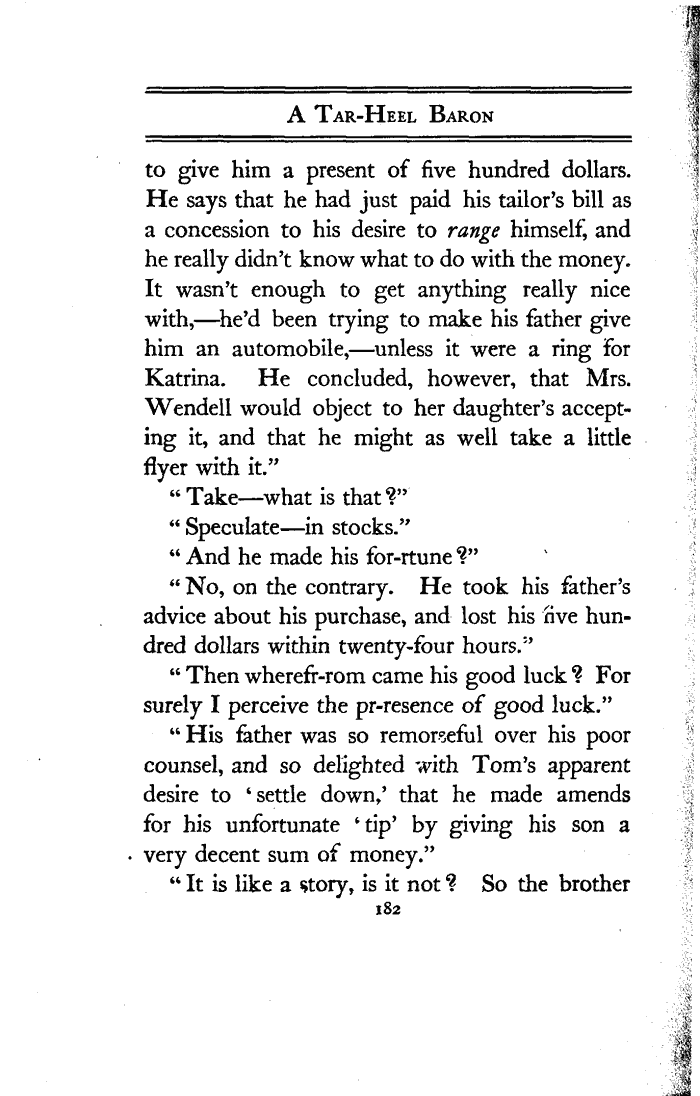 A Tar-Heel Baron
to give him a present of five hundred dollars.
He says that he had just paid his tailor's bill as
a concession to his desire to range himself, and
he really didn't know what to do with the money.
It wasn't enough to get anything really nice
with,—he'd been trying to make his father give
him an automobile,—unless it were a ring for
Katrina. He concluded, however, that Mrs.
Wendell would object to her daughter's accept-
ing it, and that he might as well take a little
flyer with it."
"Take—what is that?"
"Speculate—in stocks."
"And he made his for-rtune?"
"No, on the contrary. He took his father's
advice about his purchase, and lost his five hun-
dred dollars within twenty-four hours."
"Then wherefr-rom came his good luck? For
surely I perceive the pr-resence of good luck."
"His father was so remorseful over his poor
counsel, and so delighted with Tom's apparent
desire to 'settle down,' that he made amends
for his unfortunate 'tip' by giving his son a
very decent sum of money."
"It is like a story, is it not? So the brother
182